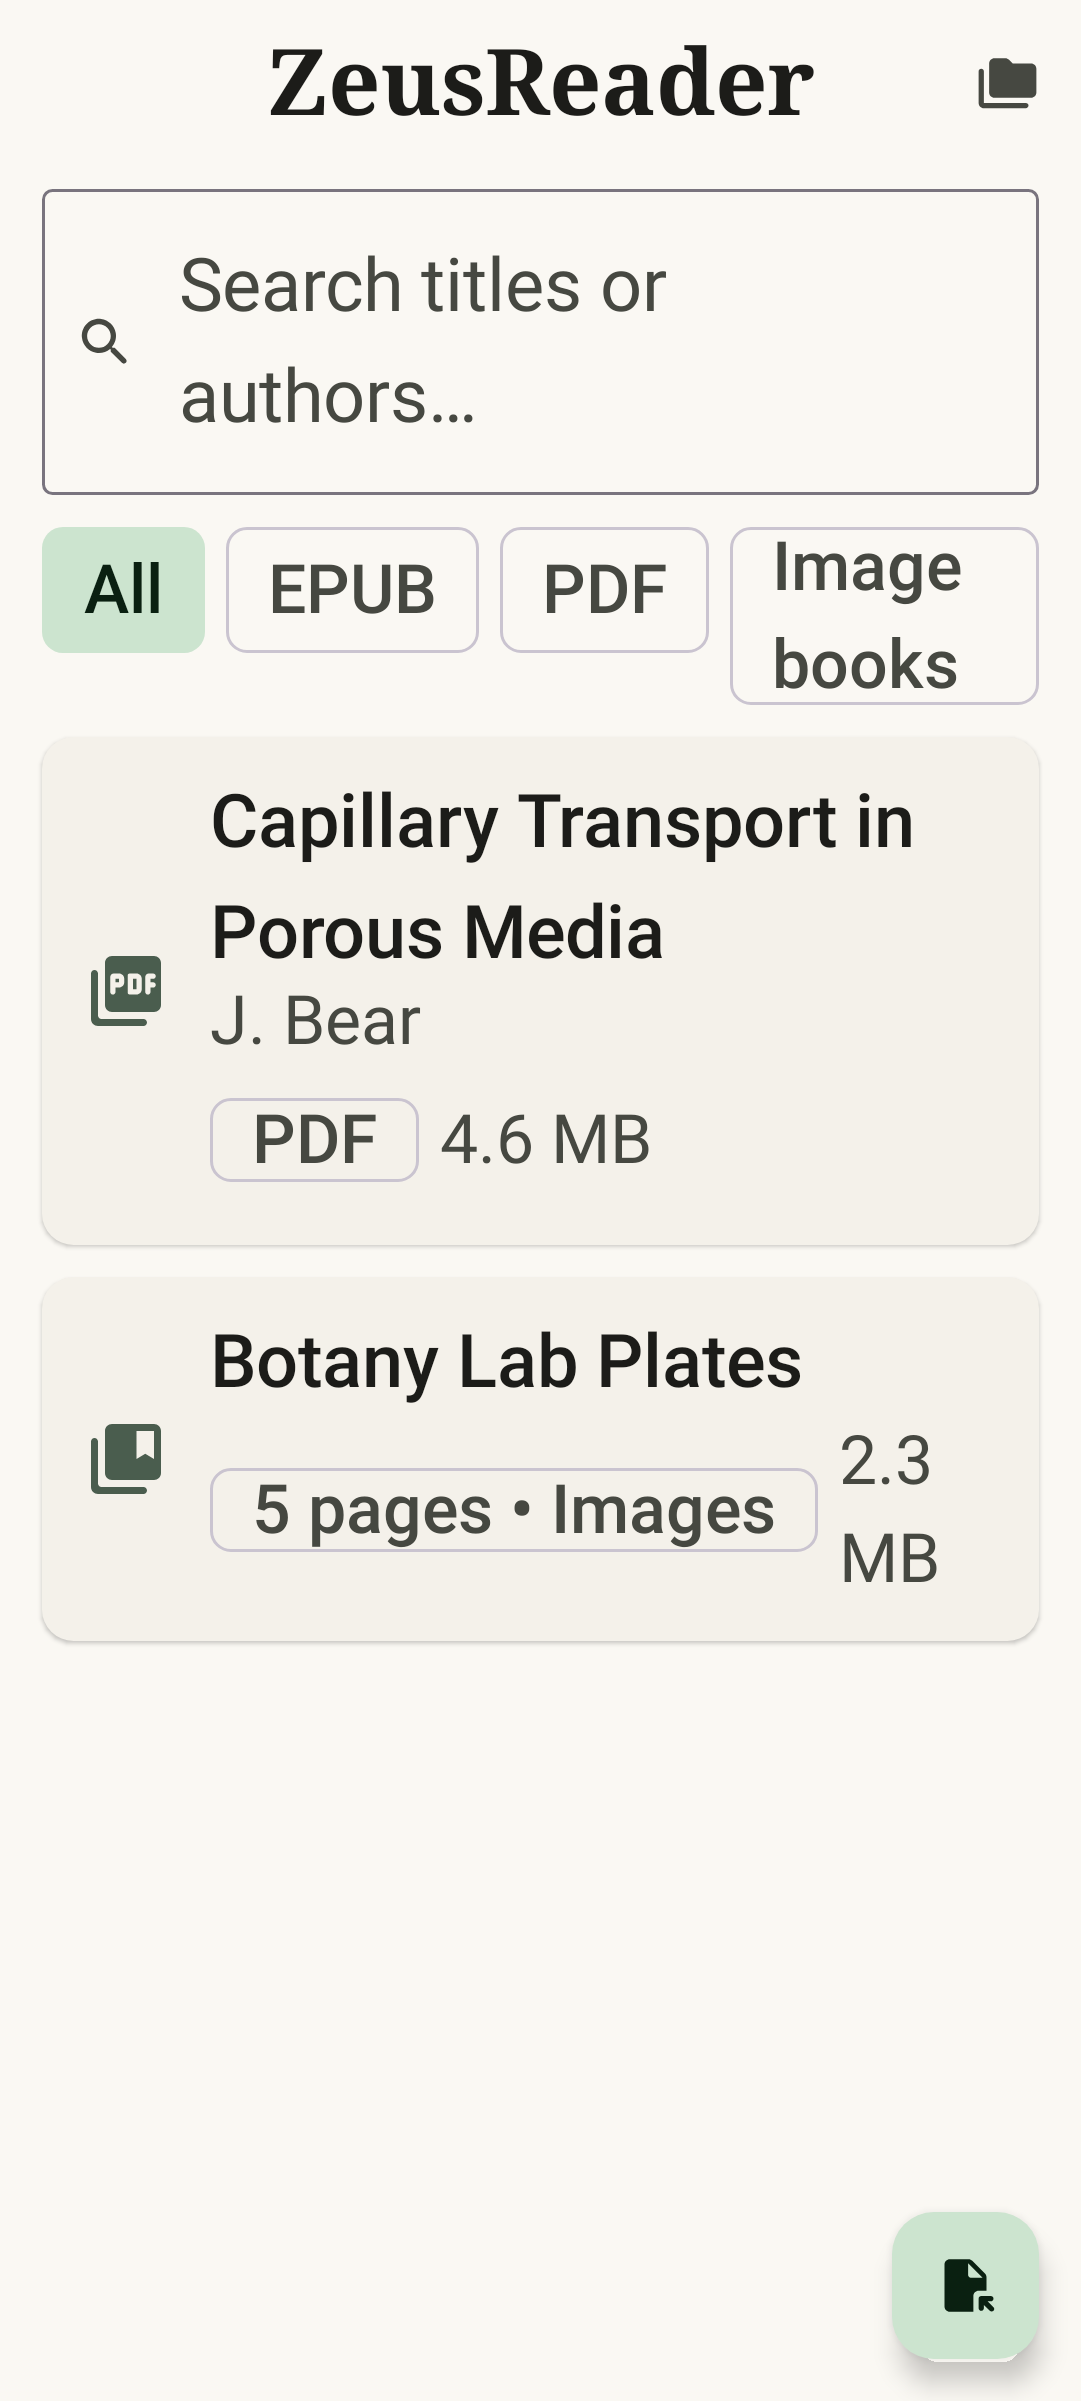 ZeusReader
Search titles or
authors…
All
EPUB
PDF
Image
books
Capillary Transport in
Porous Media
PDF
J. Bear
PDF
4.6 MB
Botany Lab Plates
5 pages • Images
2.3
MB